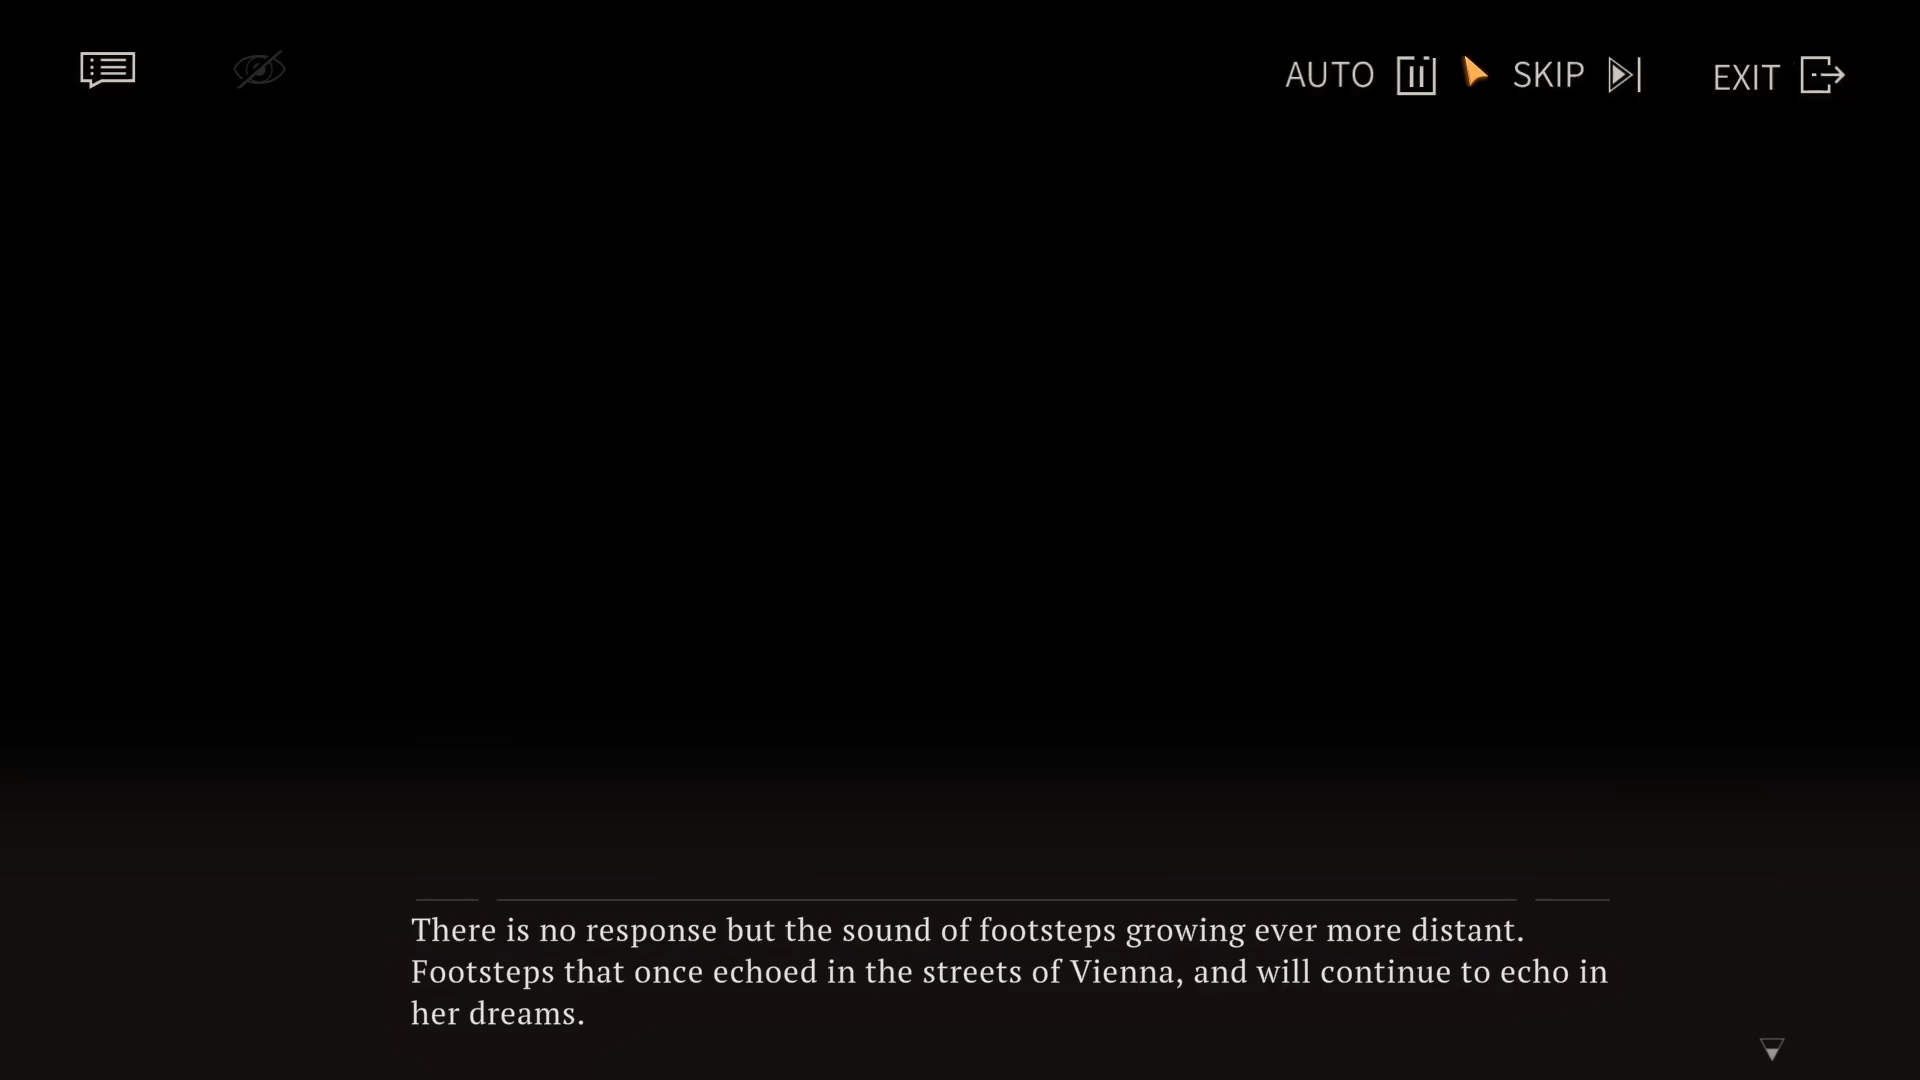 AUTO SKIP EXIT
There is no response but the sound of footsteps growing ever more distant.
Footsteps that once echoed in the streets of Vienna, and will continue to echo in
her dreams.